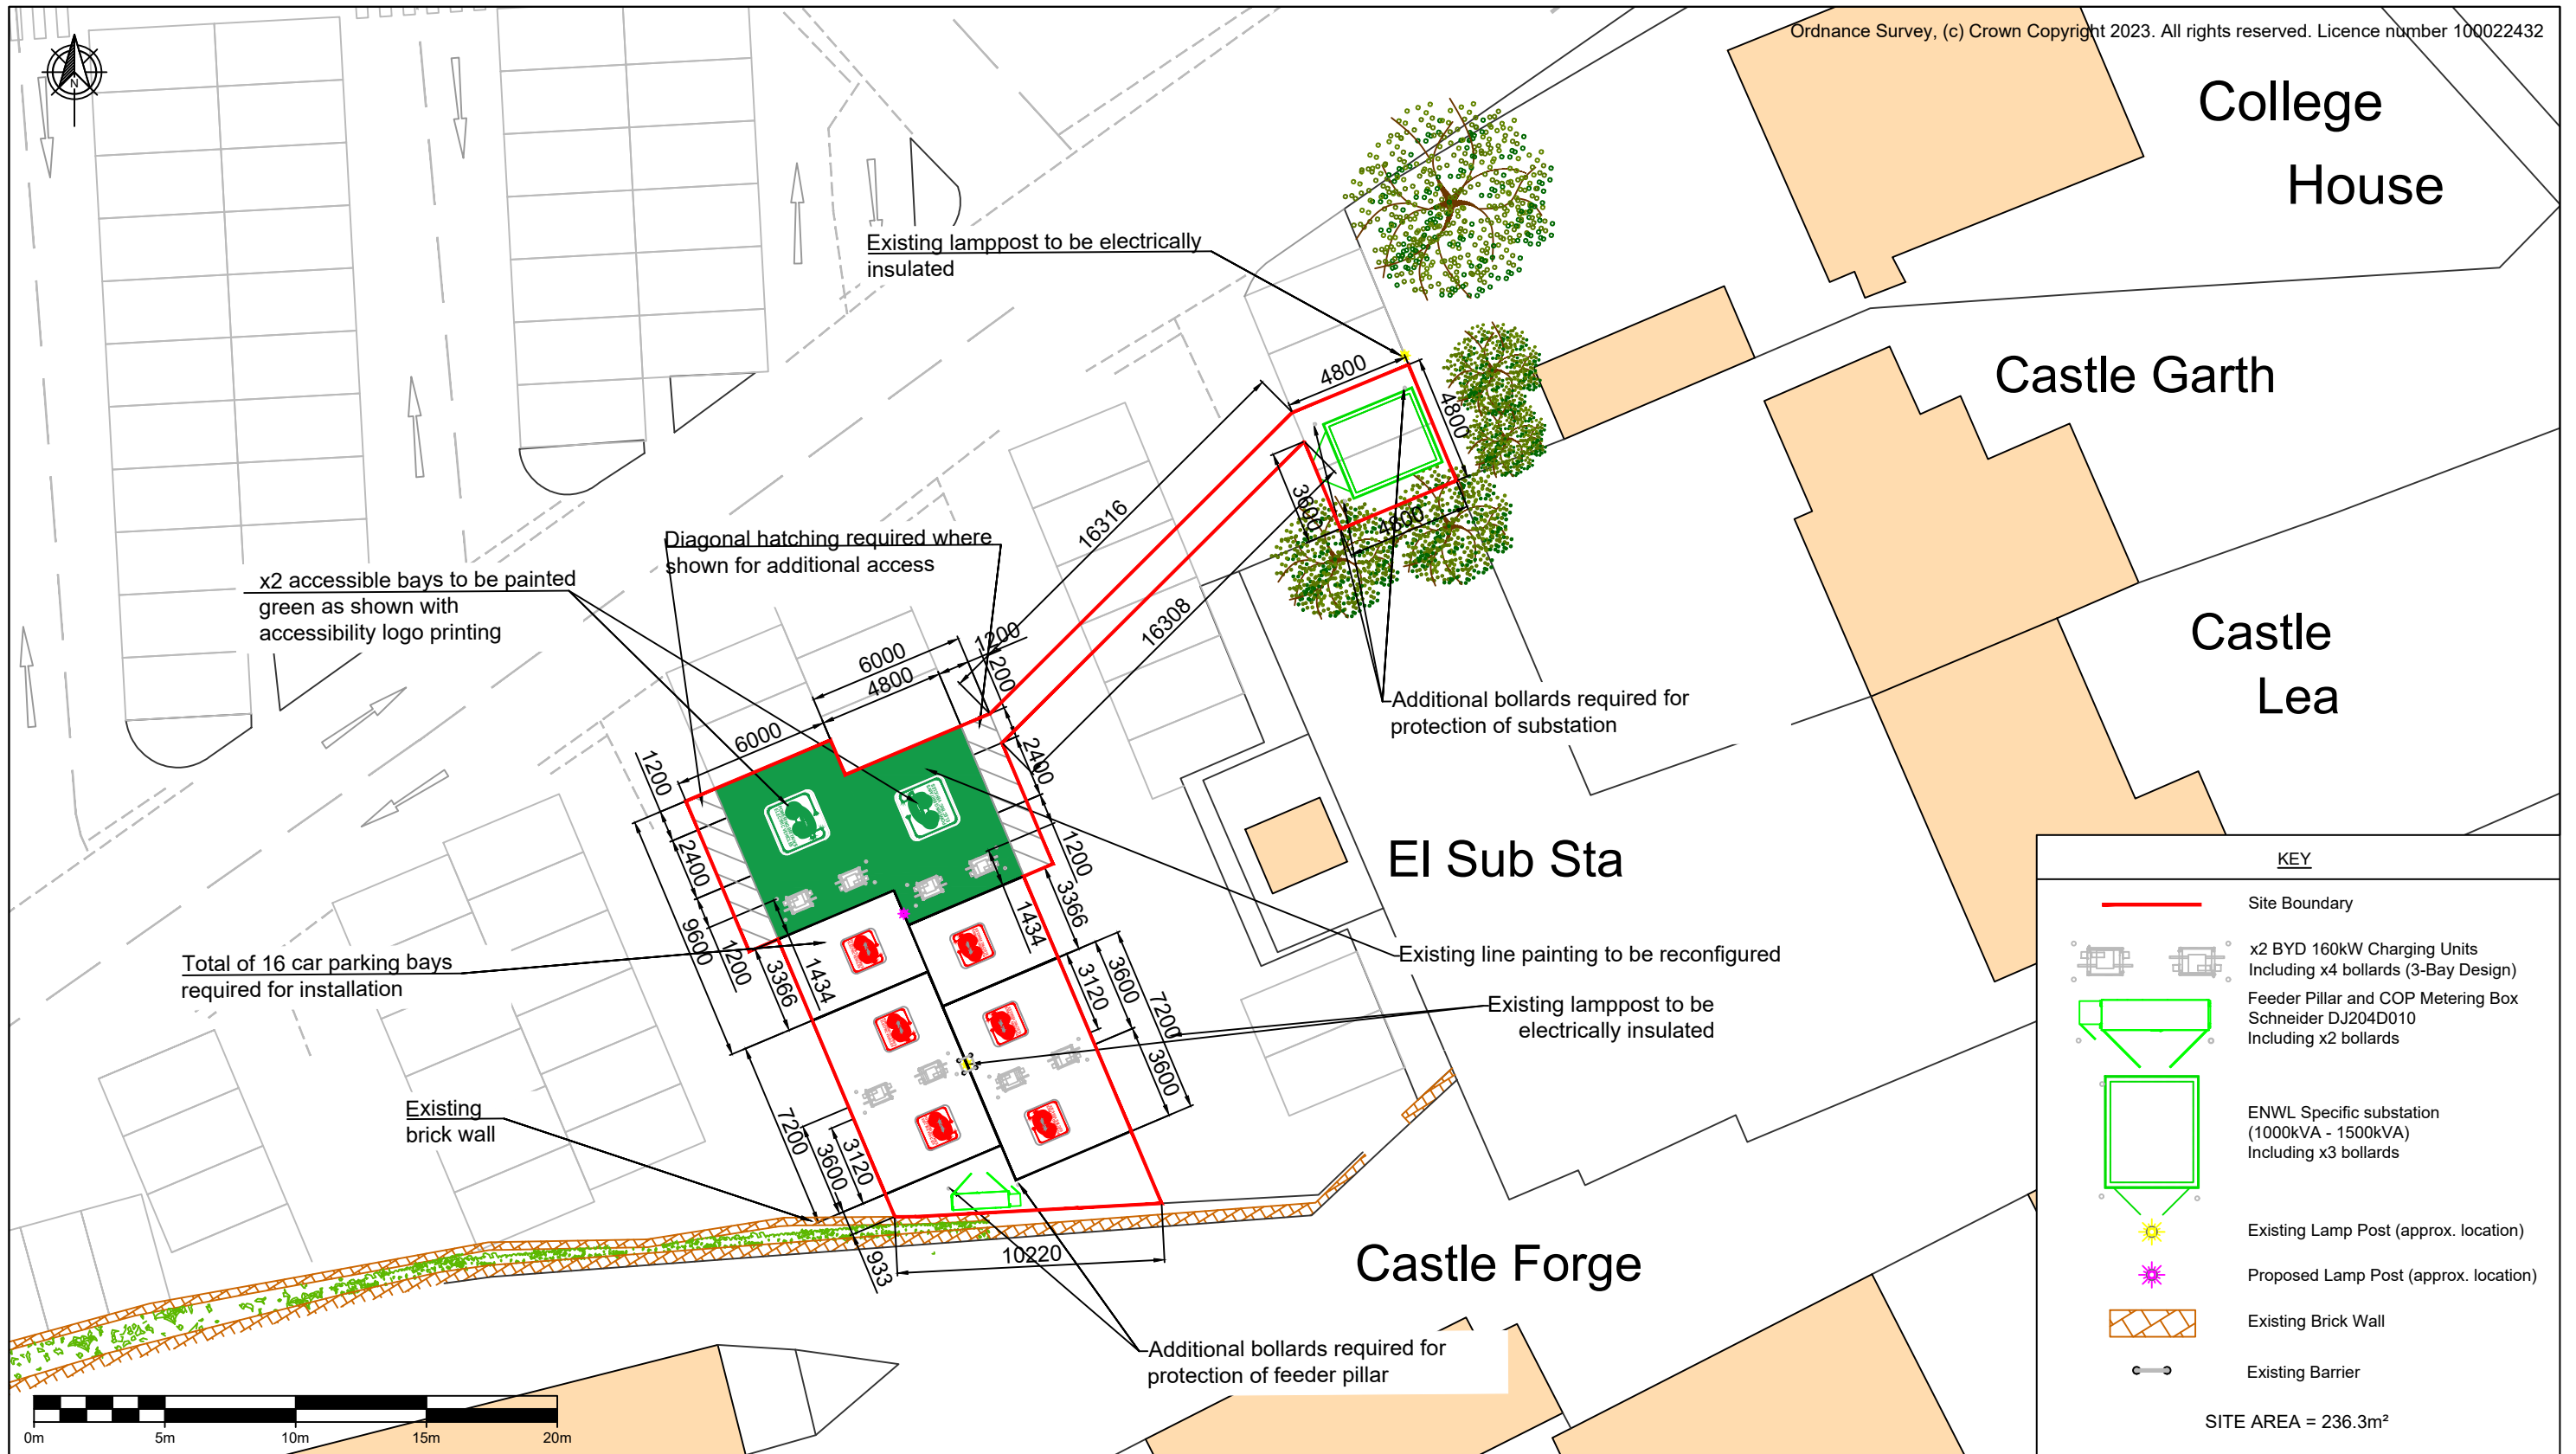 Ordnance Survey, (c) Crown Copyright 2023. All rights reserved. Licence number 100022432
N
College
House
Existing lamppost to be electrically
insulated
Castle Garth
4800
4800
3600
4800
16316
16308
Diagonal hatching required where
shown for additional access
x2 accessible bays to be painted
green as shown with
accessibility logo printing
Castle
Lea
1200
6000
4800
1200
6000
Additional bollards required for
protection of substation
1200
2400
2400
1200
El Sub Sta
3366
1434
9600
1200
3366
1434
Existing line painting to be reconfigured
Total of 16 car parking bays
required for installation
3120
3600
7200
3600
Existing lamppost to be
electrically insulated
Existing
brick wall
7200
3600
3120
933
10220
Castle Forge
Additional bollards required for
protection of feeder pillar
0m
5m
10m
15m
20m
KEY
Site Boundary
x2 BYD 160kW Charging Units
Including x4 bollards (3-Bay Design)
Feeder Pillar and COP Metering Box
Schneider DJ204D010
Including x2 bollards
ENWL Specific substation
(1000kVA - 1500kVA)
Including x3 bollards
Existing Lamp Post (approx. location)
Proposed Lamp Post (approx. location)
Existing Brick Wall
Existing Barrier
SITE AREA = 236.3m²